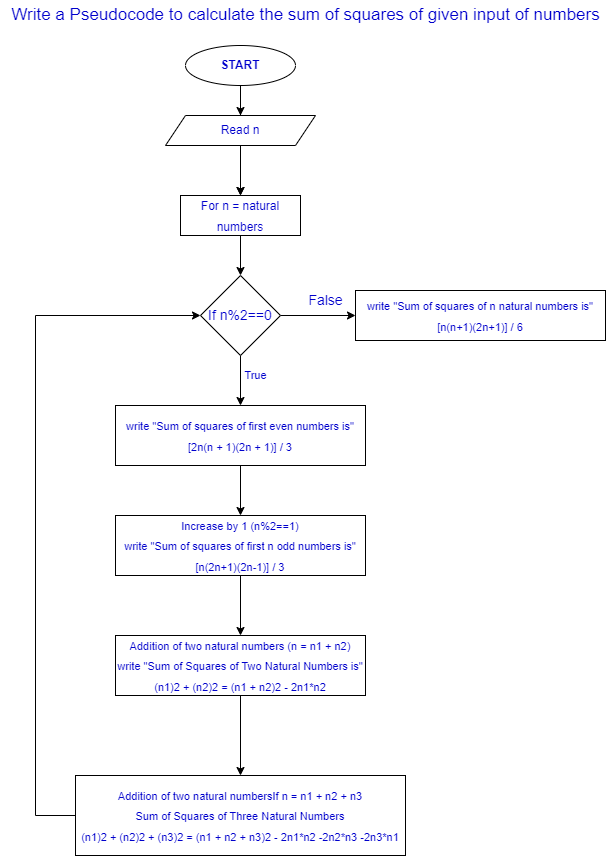 Write a Pseudocode to calculate the sum of squares of given input of numbers
START
Read n
For n = natural
numbers
If n%2==0
False
write "Sum of squares of n natural numbers is"
[n(n+1)(2n+1)] / 6
True
write "Sum of squares of first even numbers is"
[2n(n + 1)(2n + 1)] / 3
Increase by 1 (n%2==1)
write "Sum of squares of first n odd numbers is"
[n(2n+1)(2n-1)] / 3
Addition of two natural numbers (n = n1 + n2)
write "Sum of Squares of Two Natural Numbers is"
(n1)2 + (n2)2 = (n1 + n2)2 - 2n1*n2
Addition of two natural numbersIf n = n1 + n2 + n3
Sum of Squares of Three Natural Numbers
(n1)2 + (n2)2 + (n3)2 = (n1 + n2 + n3)2 - 2n1*n2 -2n2*n3 -2n3*n1